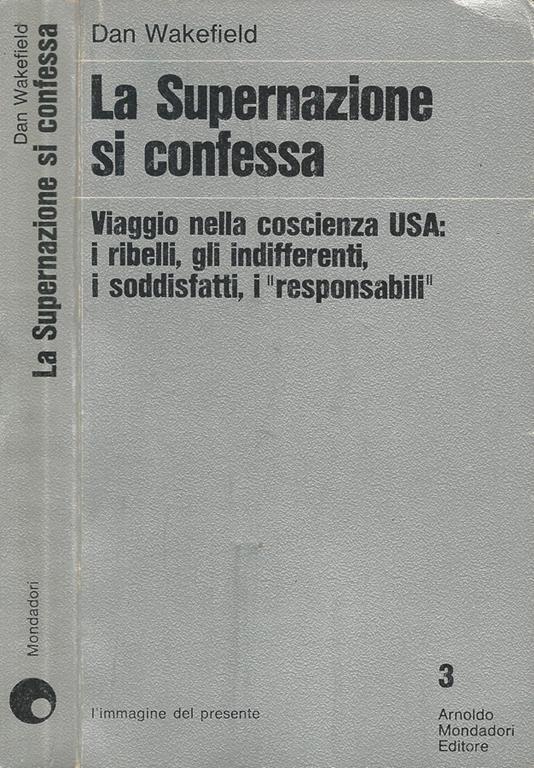 Dan Wakefield
La Supernazione si confessa
Mondadori
Dan Wakefield
La Supernazione
si confessa
Viaggio nella coscienza USA:
i ribelli, gli indifferenti,
i soddisfatti, i "responsabili"
3
l'immagine del presente
Arnoldo
Mondadori
Editore